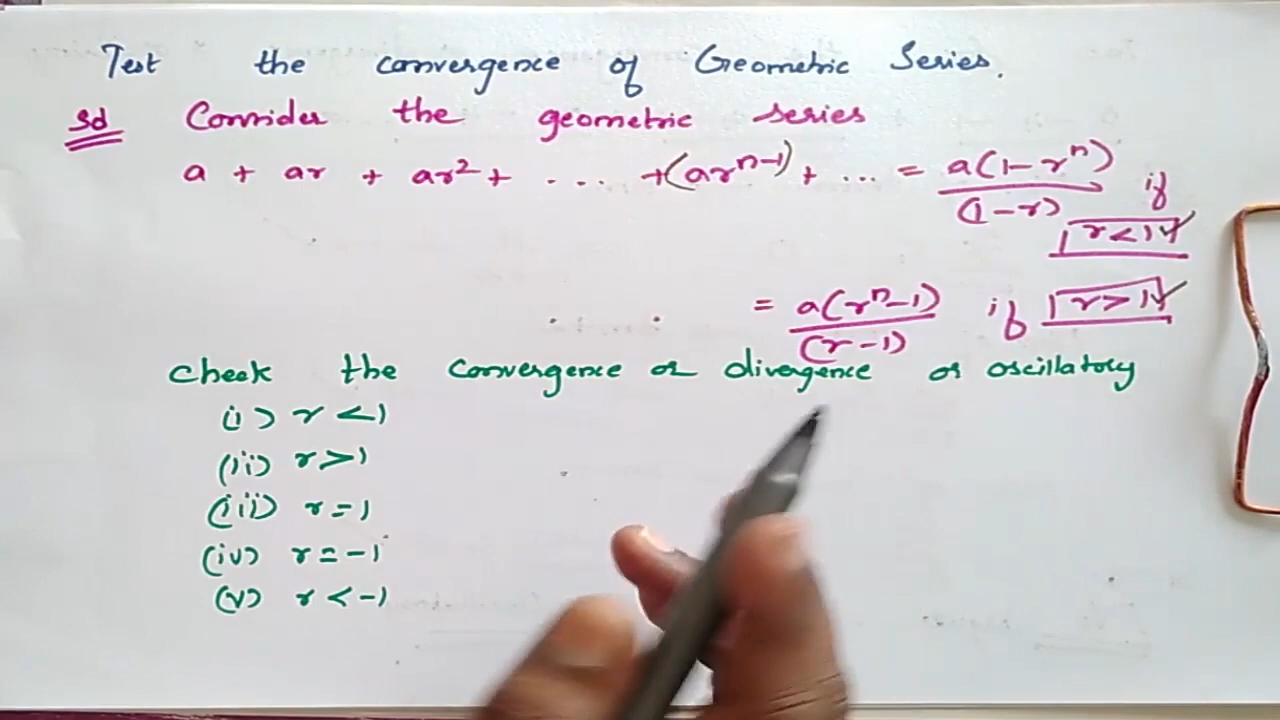 Test the convergence of Geometric Series.
Sol Consider the geometric series
a + ar + ar² + ... + (arⁿ⁻¹) + ... = a(1-rⁿ) / (1-r) if r<1 ✓
= a(rⁿ-1) / (r-1) if r>1 ✓
check the convergence or divergence or oscillatory
(i) r < 1
(ii) r > 1
(iii) r = 1
(iv) r = -1
(v) r < -1